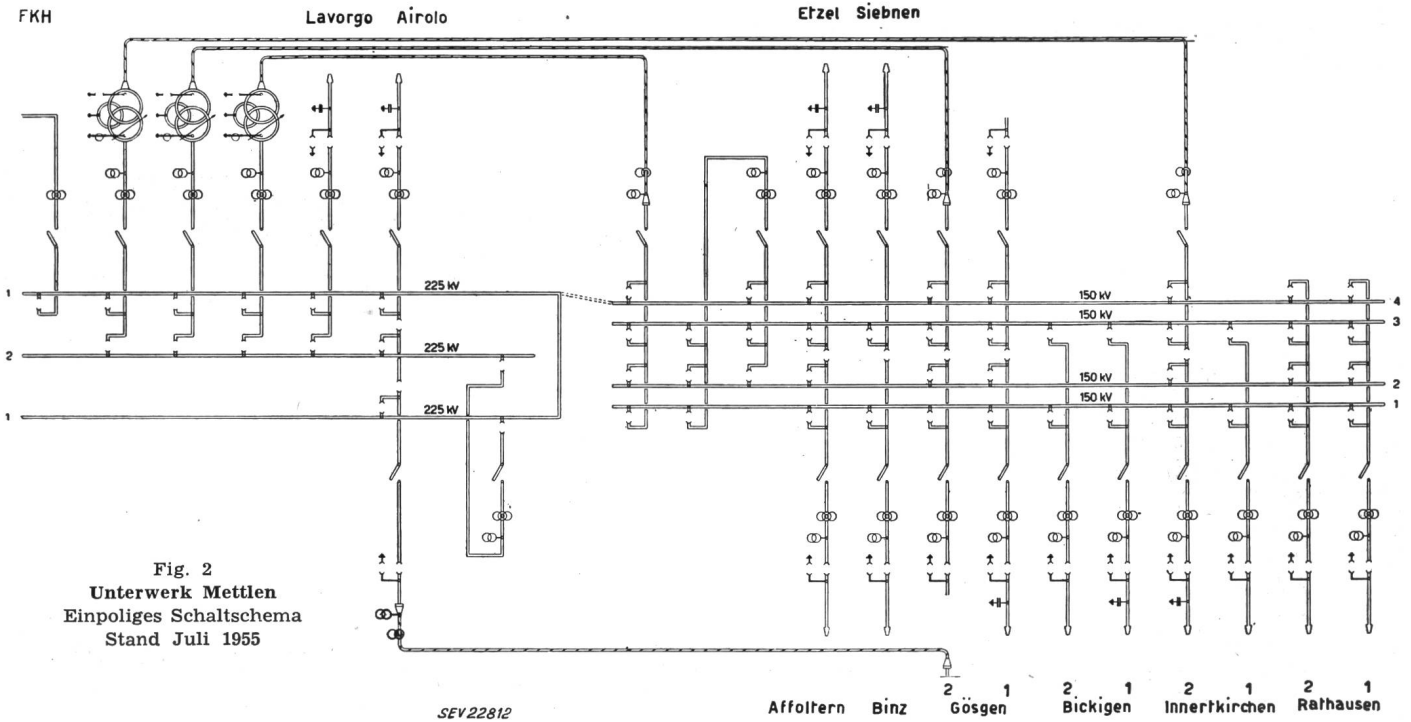 FKH Lavorgo Airolo Etzel Siebnen
1 225 kV 150 kV 4
150 kV 3
2 225 kV 150 kV 2
1 225 kV 150 kV 1
Fig. 2
Unterwerk Mettlen
Einpoliges Schaltschema
Stand Juli 1955
2 1 2 1 2 1 2 1
Affoltern Binz Gösgen Bickigen Innertkirchen Rathausen
SEV22812